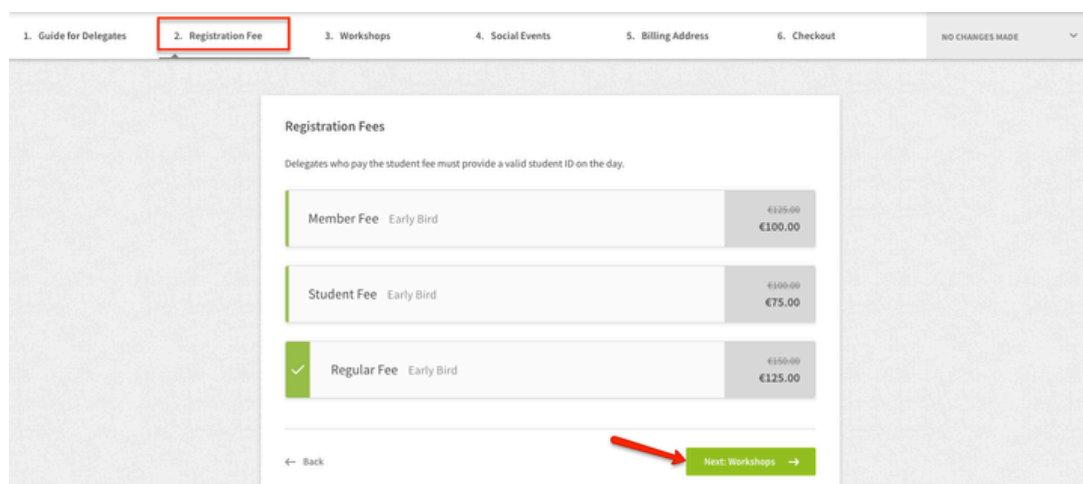 1. Guide for Delegates 2. Registration Fee 3. Workshops 4. Social Events 5. Billing Address 6. Checkout NO CHANGES MADE
Registration Fees
Delegates who pay the student fee must provide a valid student ID on the day.
Member Fee Early Bird €125.00
€100.00
Student Fee Early Bird €100.00
€75.00
Regular Fee Early Bird €150.00
€125.00
← Back Next: Workshops →